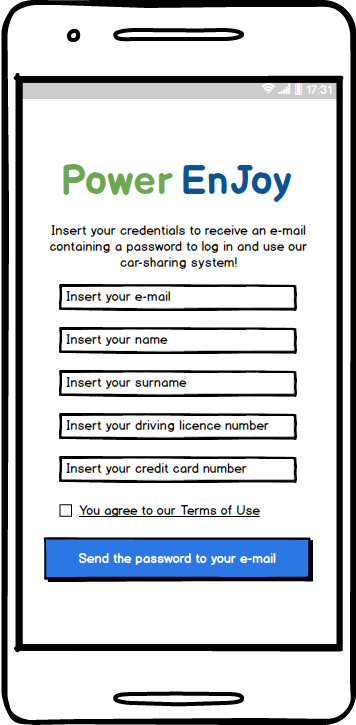 17:31
Power EnJoy
Insert your credentials to receive an e-mail
containing a password to log in and use our
car-sharing system!
Insert your e-mail
Insert your name
Insert your surname
Insert your driving licence number
Insert your credit card number
You agree to our Terms of Use
Send the password to your e-mail